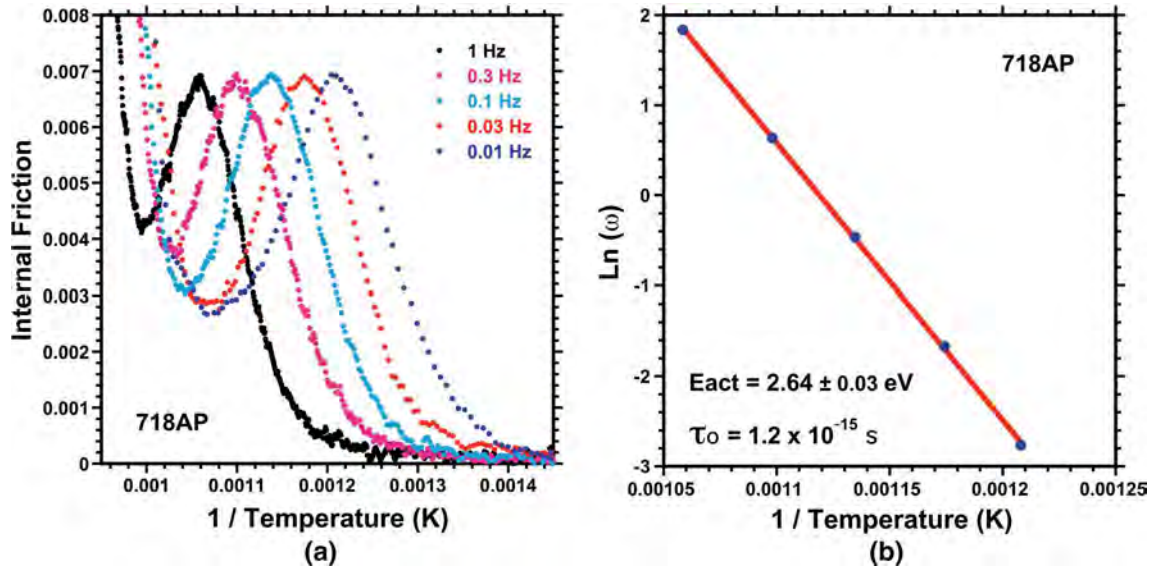 0.008
0.007
0.006
0.005
0.004
0.003
0.002
0.001
0
Internal Friction
1 Hz
0.3 Hz
0.1 Hz
0.03 Hz
0.01 Hz
718AP
0.001
0.0011
0.0012
0.0013
0.0014
1 / Temperature (K)
(a)
2
1
0
-1
-2
-3
Ln (ω)
718AP
Eact = 2.64 ± 0.03 eV
τo = 1.2 x 10⁻¹⁵ s
0.00105
0.0011
0.00115
0.0012
0.00125
1 / Temperature (K)
(b)